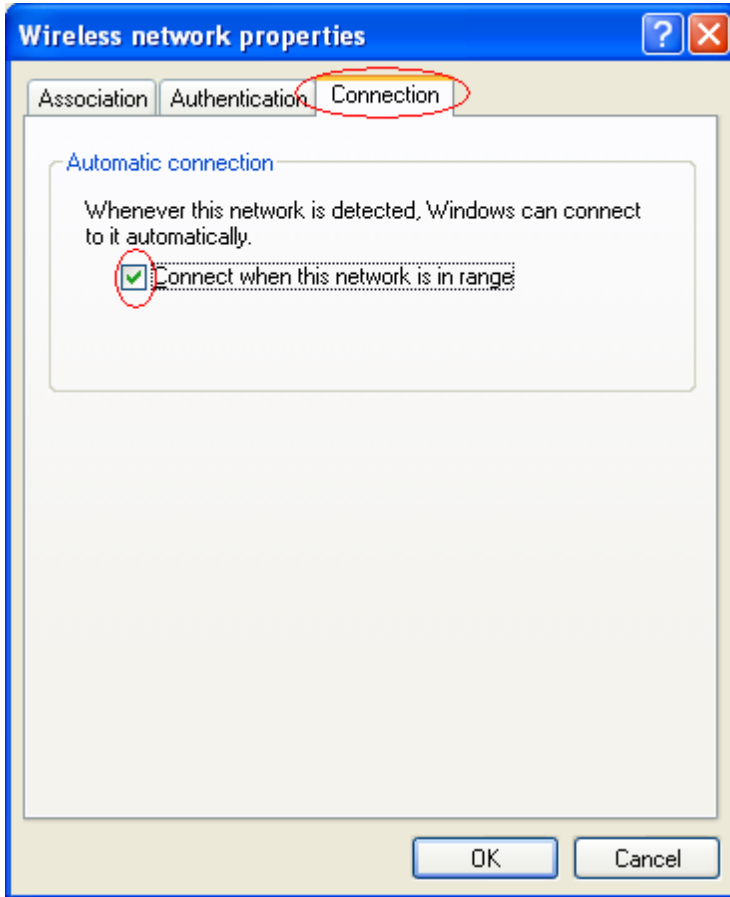 Wireless network properties
Association Authentication Connection
Automatic connection
Whenever this network is detected, Windows can connect
to it automatically.
Connect when this network is in range
OK Cancel